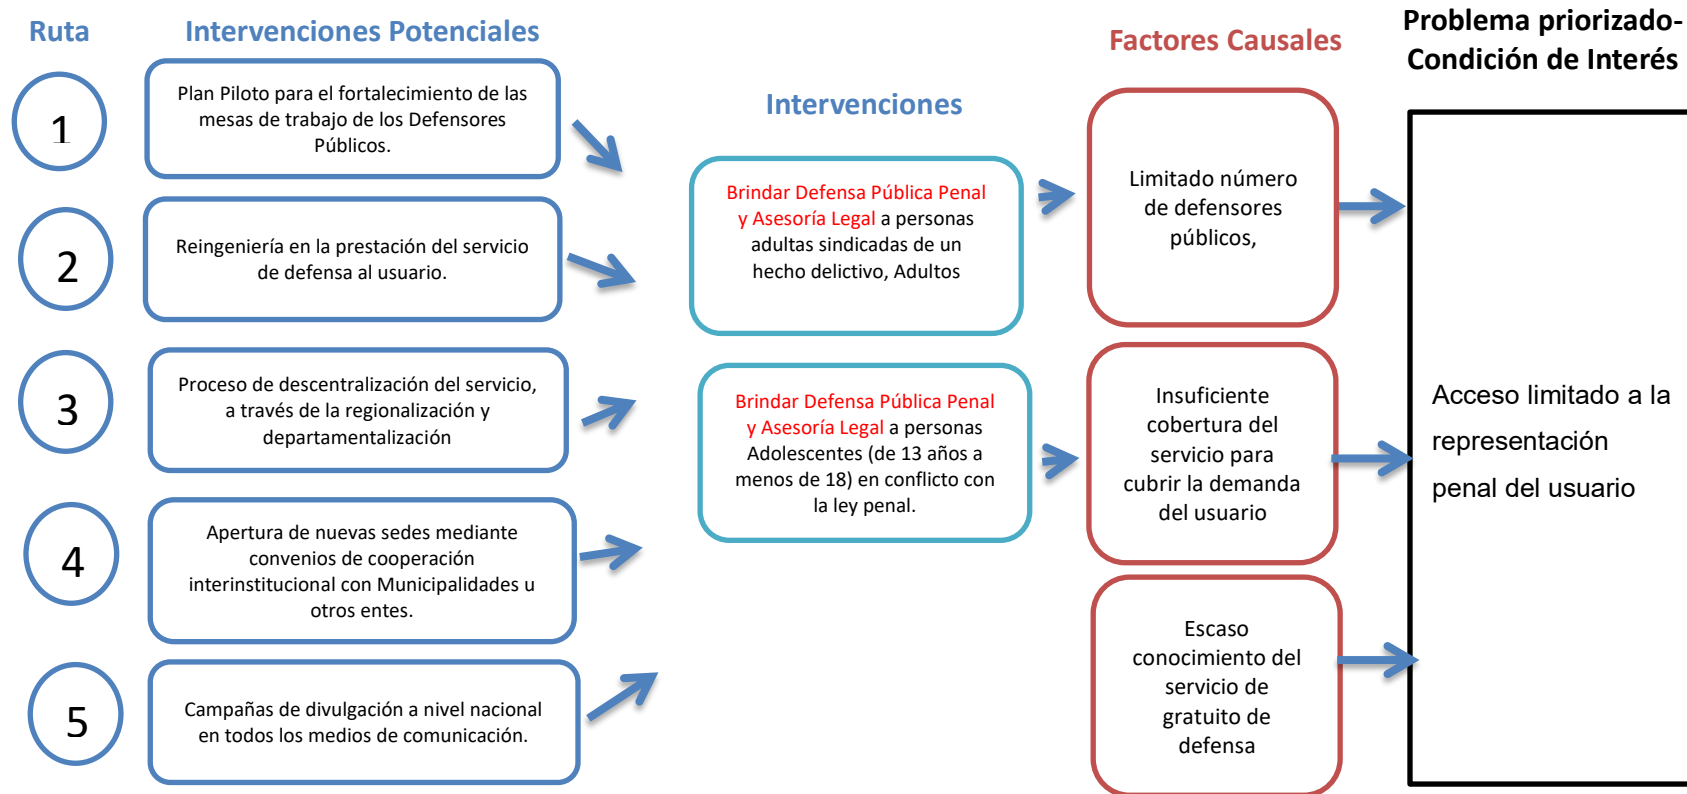 Ruta
Intervenciones Potenciales
Intervenciones
Factores Causales
Problema priorizado-
Condición de Interés
1
Plan Piloto para el fortalecimiento de las
mesas de trabajo de los Defensores
Públicos.
2
Reingeniería en la prestación del servicio
de defensa al usuario.
3
Proceso de descentralización del servicio,
a través de la regionalización y
departamentalización
4
Apertura de nuevas sedes mediante
convenios de cooperación
interinstitucional con Municipalidades u
otros entes.
5
Campañas de divulgación a nivel nacional
en todos los medios de comunicación.
Brindar Defensa Pública Penal
y Asesoría Legal a personas
adultas sindicadas de un
hecho delictivo, Adultos
Brindar Defensa Pública Penal
y Asesoría Legal a personas
Adolescentes (de 13 años a
menos de 18) en conflicto con
la ley penal.
Limitado número
de defensores
públicos,
Insuficiente
cobertura del
servicio para
cubrir la demanda
del usuario
Escaso
conocimiento del
servicio de
gratuito de
defensa
Acceso limitado a la
representación
penal del usuario